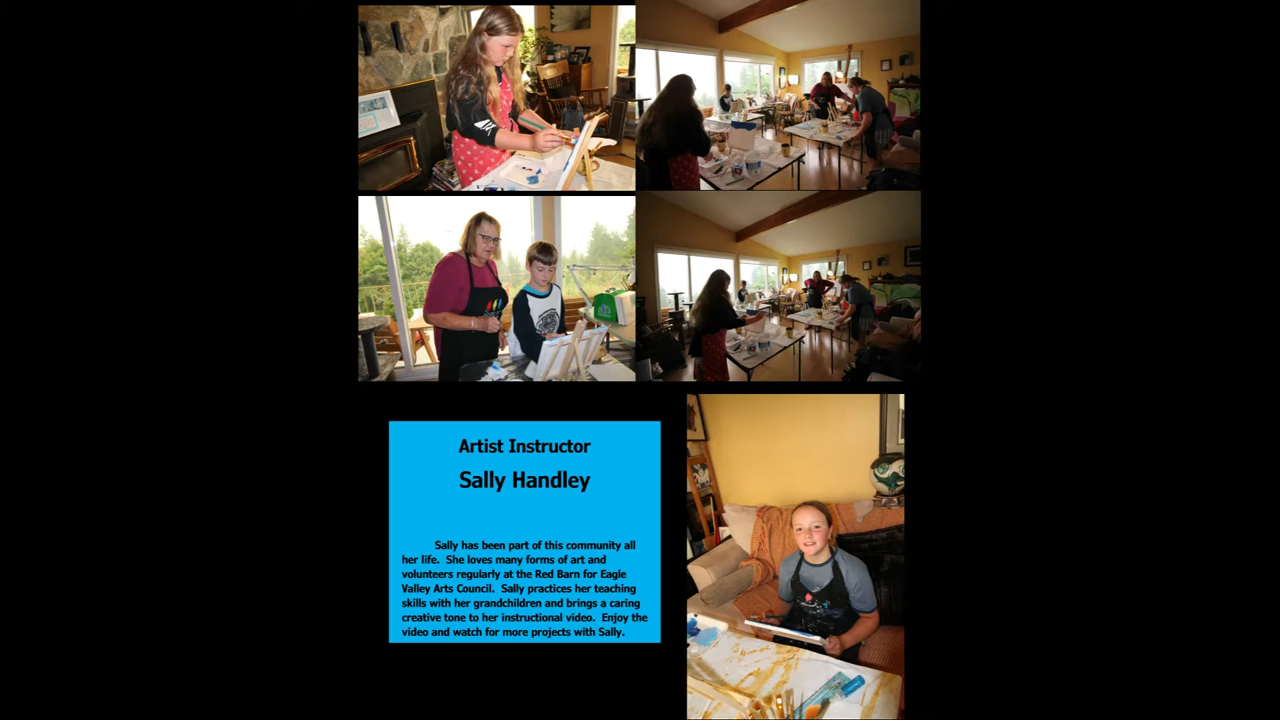 Artist Instructor
Sally Handley
Sally has been part of this community all
her life. She loves many forms of art and
volunteers regularly at the Red Barn for Eagle
Valley Arts Council. Sally practices her teaching
skills with her grandchildren and brings a caring
creative tone to her instructional video. Enjoy the
video and watch for more projects with Sally.